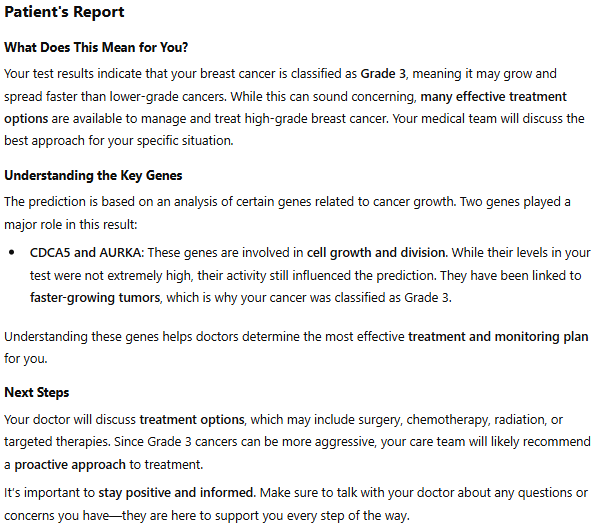 Patient's Report
What Does This Mean for You?
Your test results indicate that your breast cancer is classified as Grade 3, meaning it may grow and
spread faster than lower-grade cancers. While this can sound concerning, many effective treatment
options are available to manage and treat high-grade breast cancer. Your medical team will discuss the
best approach for your specific situation.
Understanding the Key Genes
The prediction is based on an analysis of certain genes related to cancer growth. Two genes played a
major role in this result:
• CDCA5 and AURKA: These genes are involved in cell growth and division. While their levels in your
test were not extremely high, their activity still influenced the prediction. They have been linked to
faster-growing tumors, which is why your cancer was classified as Grade 3.
Understanding these genes helps doctors determine the most effective treatment and monitoring plan
for you.
Next Steps
Your doctor will discuss treatment options, which may include surgery, chemotherapy, radiation, or
targeted therapies. Since Grade 3 cancers can be more aggressive, your care team will likely recommend
a proactive approach to treatment.
It's important to stay positive and informed. Make sure to talk with your doctor about any questions or
concerns you have—they are here to support you every step of the way.